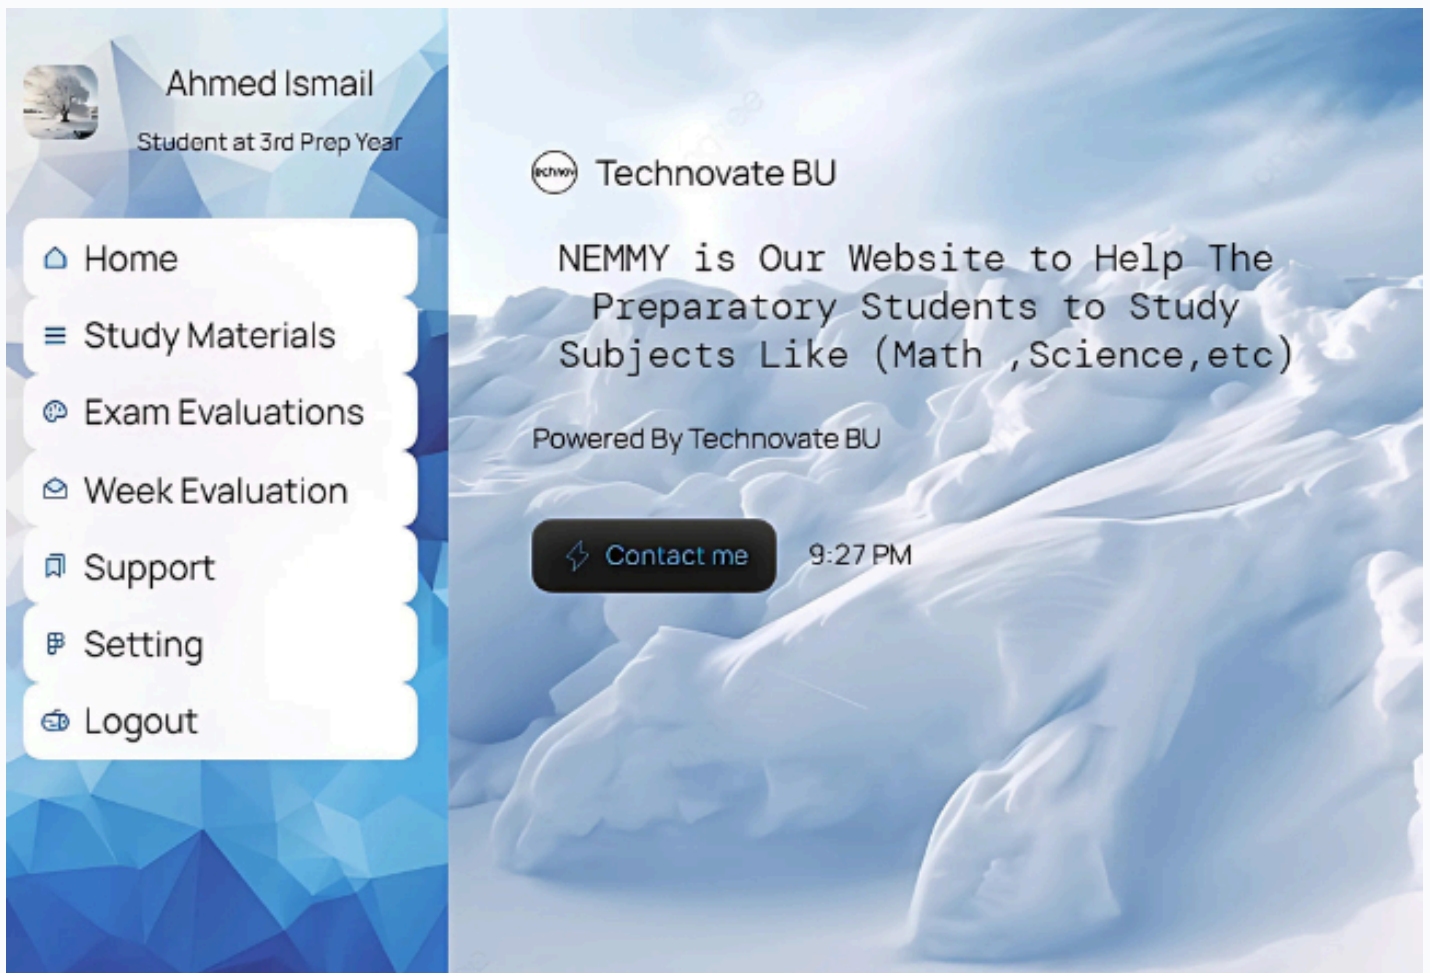 Ahmed Ismail
Student at 3rd Prep Year
Home
Study Materials
Exam Evaluations
Week Evaluation
Support
Setting
Logout
Technovate BU
NEMMY is Our Website to Help The
Preparatory Students to Study
Subjects Like (Math ,Science,etc)
Powered By Technovate BU
Contact me
9:27 PM